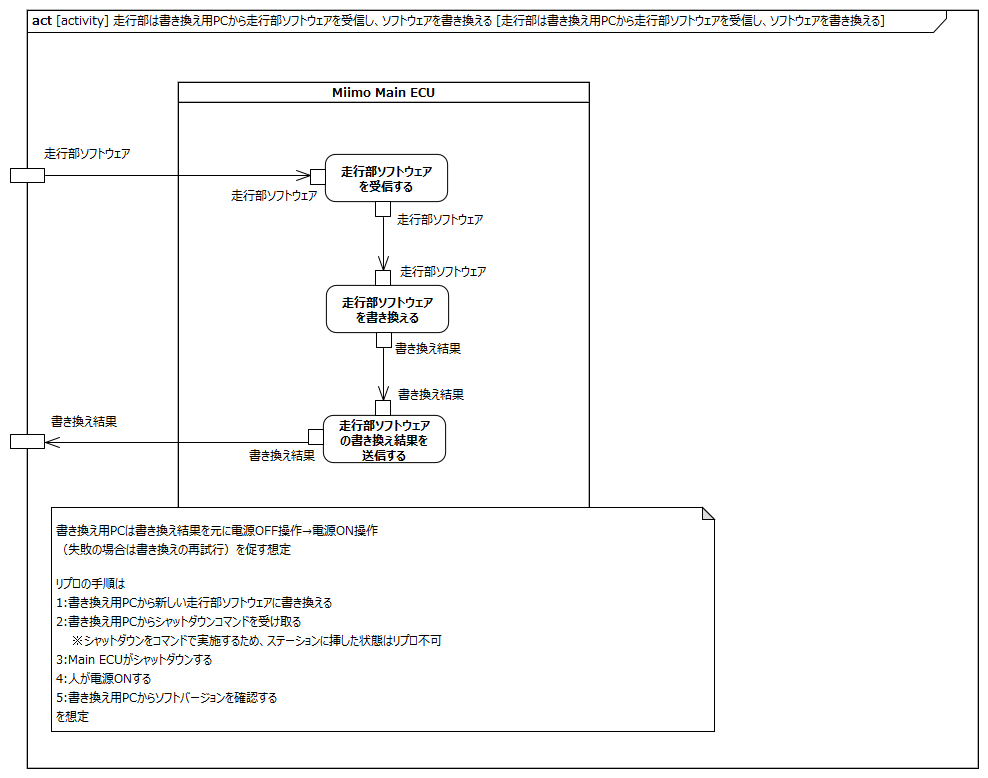 act [activity] 走行部は書き換え用PCから走行部ソフトウェアを受信し、ソフトウェアを書き換える [走行部は書き換え用PCから走行部ソフトウェアを受信し、ソフトウェアを書き換える]
Miimo Main ECU
走行部ソフトウェア
走行部ソフトウェア
を受信する
走行部ソフトウェア
走行部ソフトウェア
走行部ソフトウェア
走行部ソフトウェア
を書き換える
書き換え結果
書き換え結果
書き換え結果
走行部ソフトウェア
の書き換え結果を
送信する
書き換え結果
書き換え用PCは書き換え結果を元に電源OFF操作→電源ON操作
（失敗の場合は書き換えの再試行）を促す想定
リプロの手順は
1:書き換え用PCから新しい走行部ソフトウェアに書き換える
2:書き換え用PCからシャットダウンコマンドを受け取る
※シャットダウンをコマンドで実施するため、ステーションに挿した状態はリプロ不可
3:Main ECUがシャットダウンする
4:人が電源ONする
5:書き換え用PCからソフトバージョンを確認する
を想定